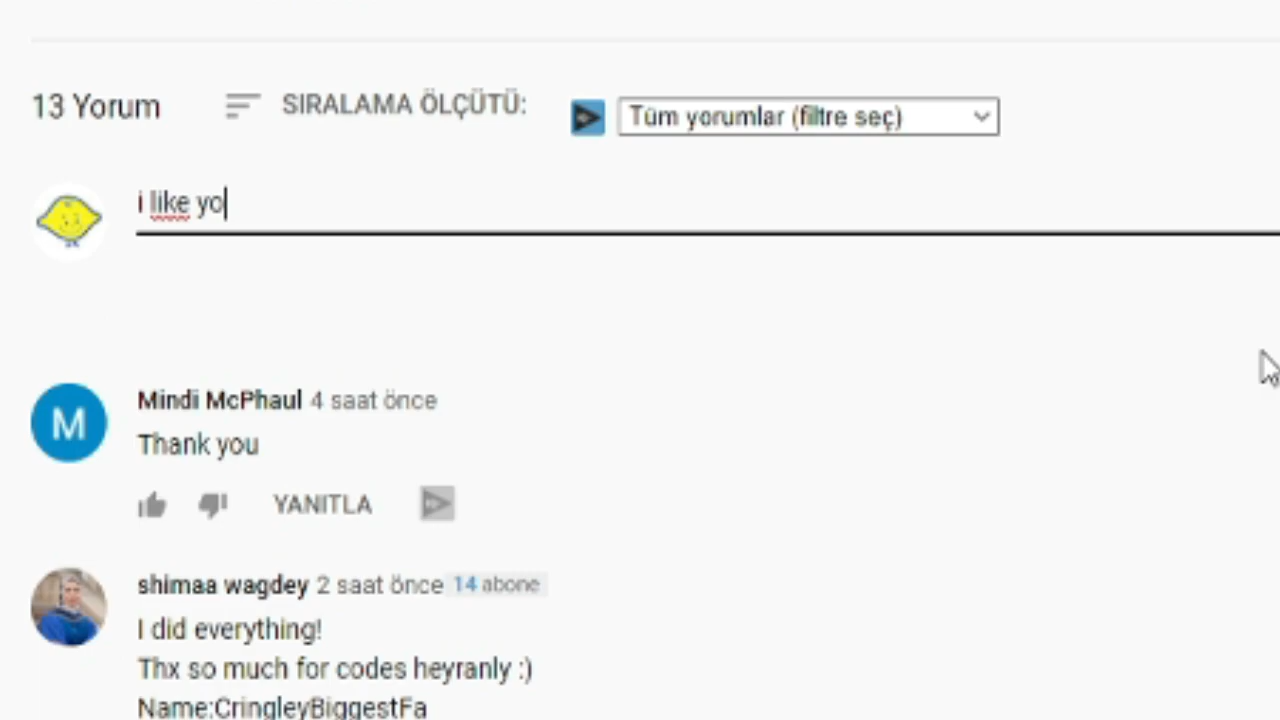 13 Yorum
SIRALAMA ÖLÇÜTÜ:
Tüm yorumlar (filtre seç)
i like yo
Mindi McPhaul 4 saat önce
M
Thank you
YANITLA
shimaa wagdey 2 saat önce 14 abone
I did everything!
Thx so much for codes heyranly :)
Name:CringleyBiggestFa